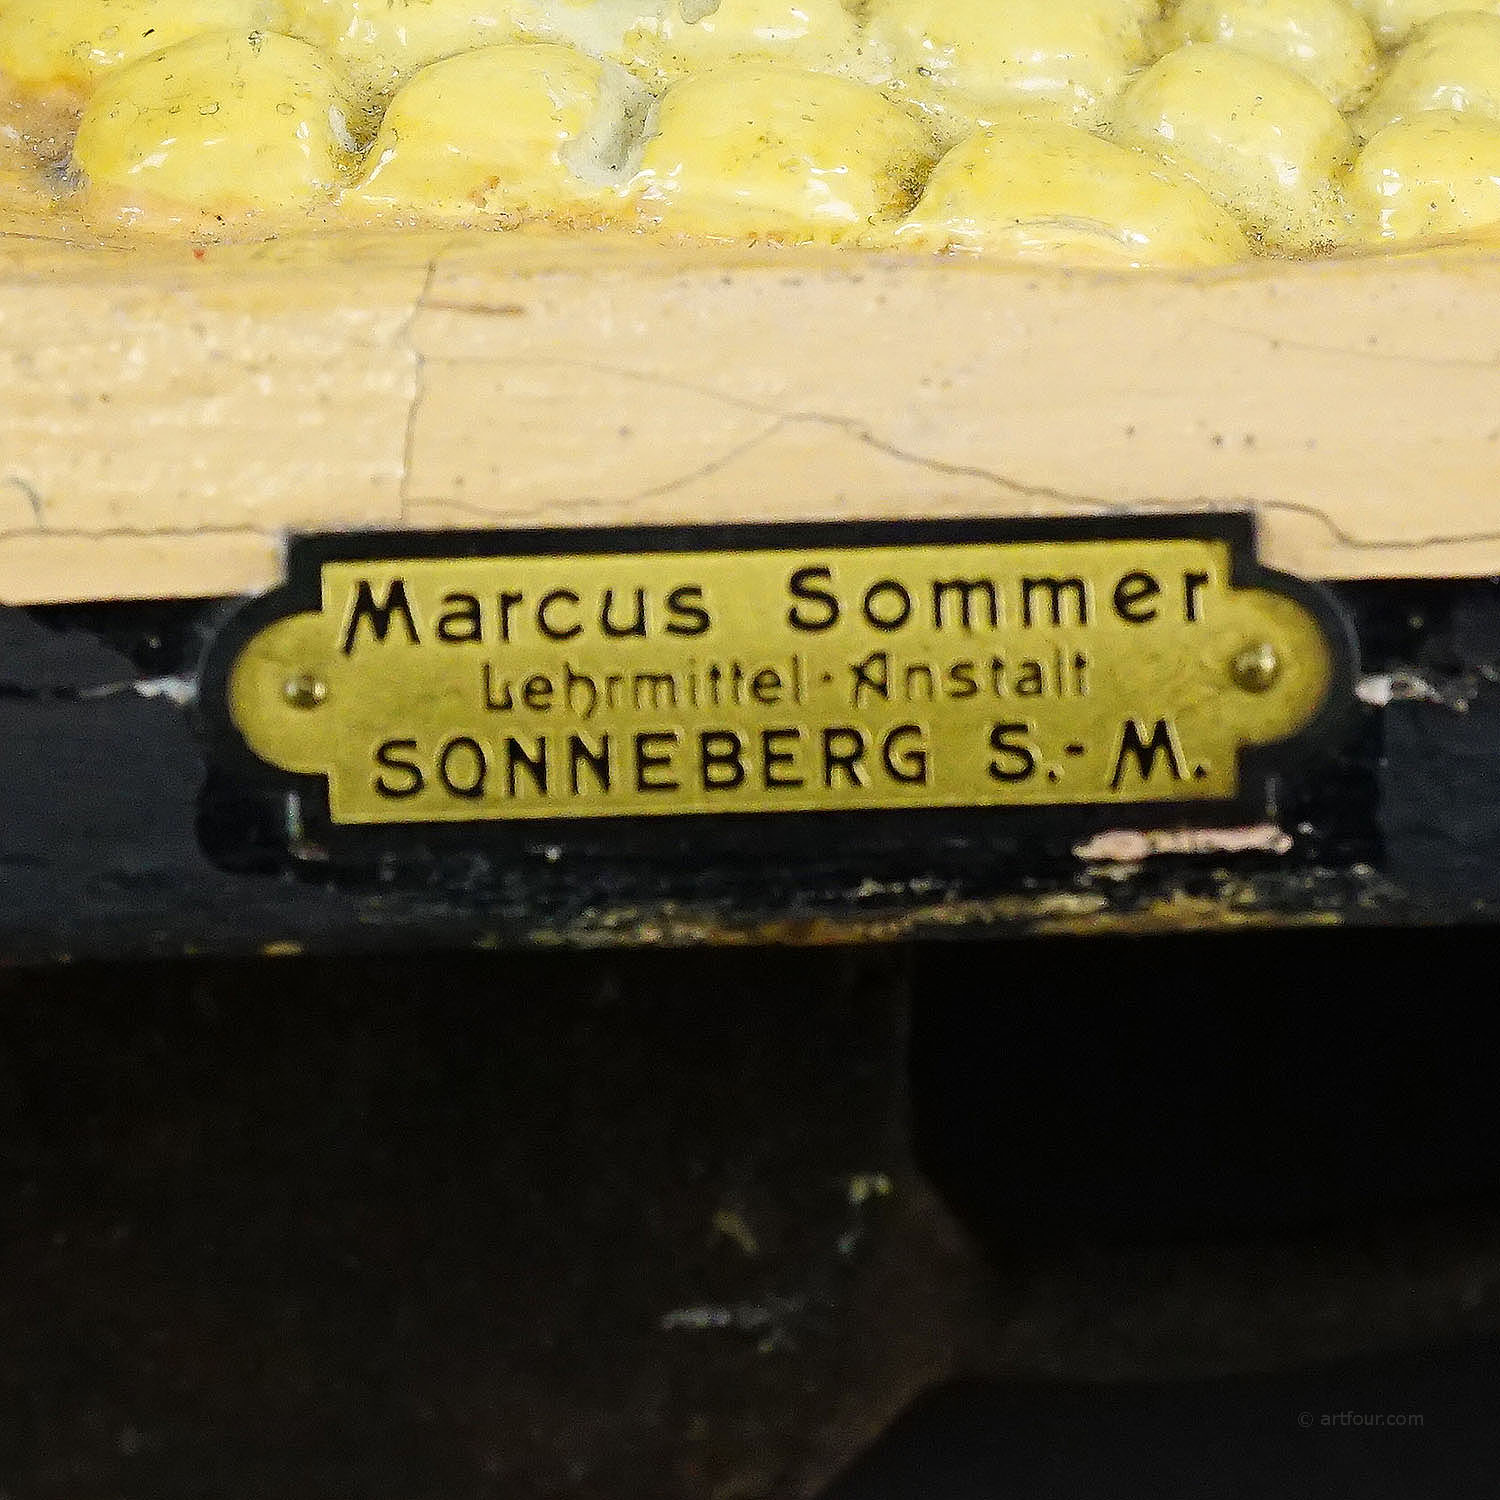 Marcus Sommer
Lehrmittel·Anstalt
SONNEBERG S.-M.
© artfour.com